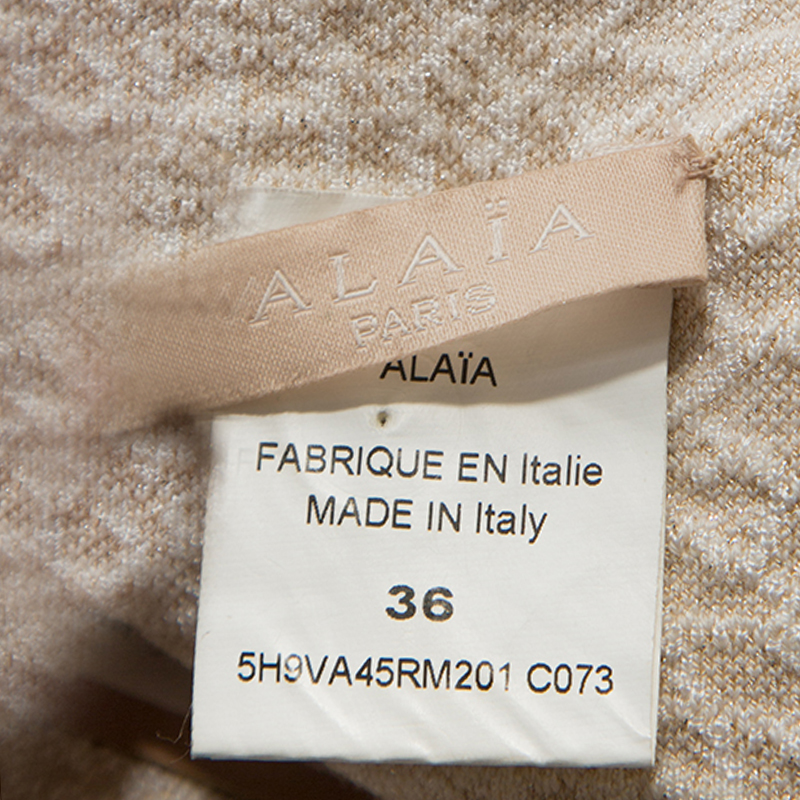 ALAÏA
PARIS
ALAÏA
FABRIQUE EN Italie
MADE IN Italy
36
5H9VA45RM201 C073